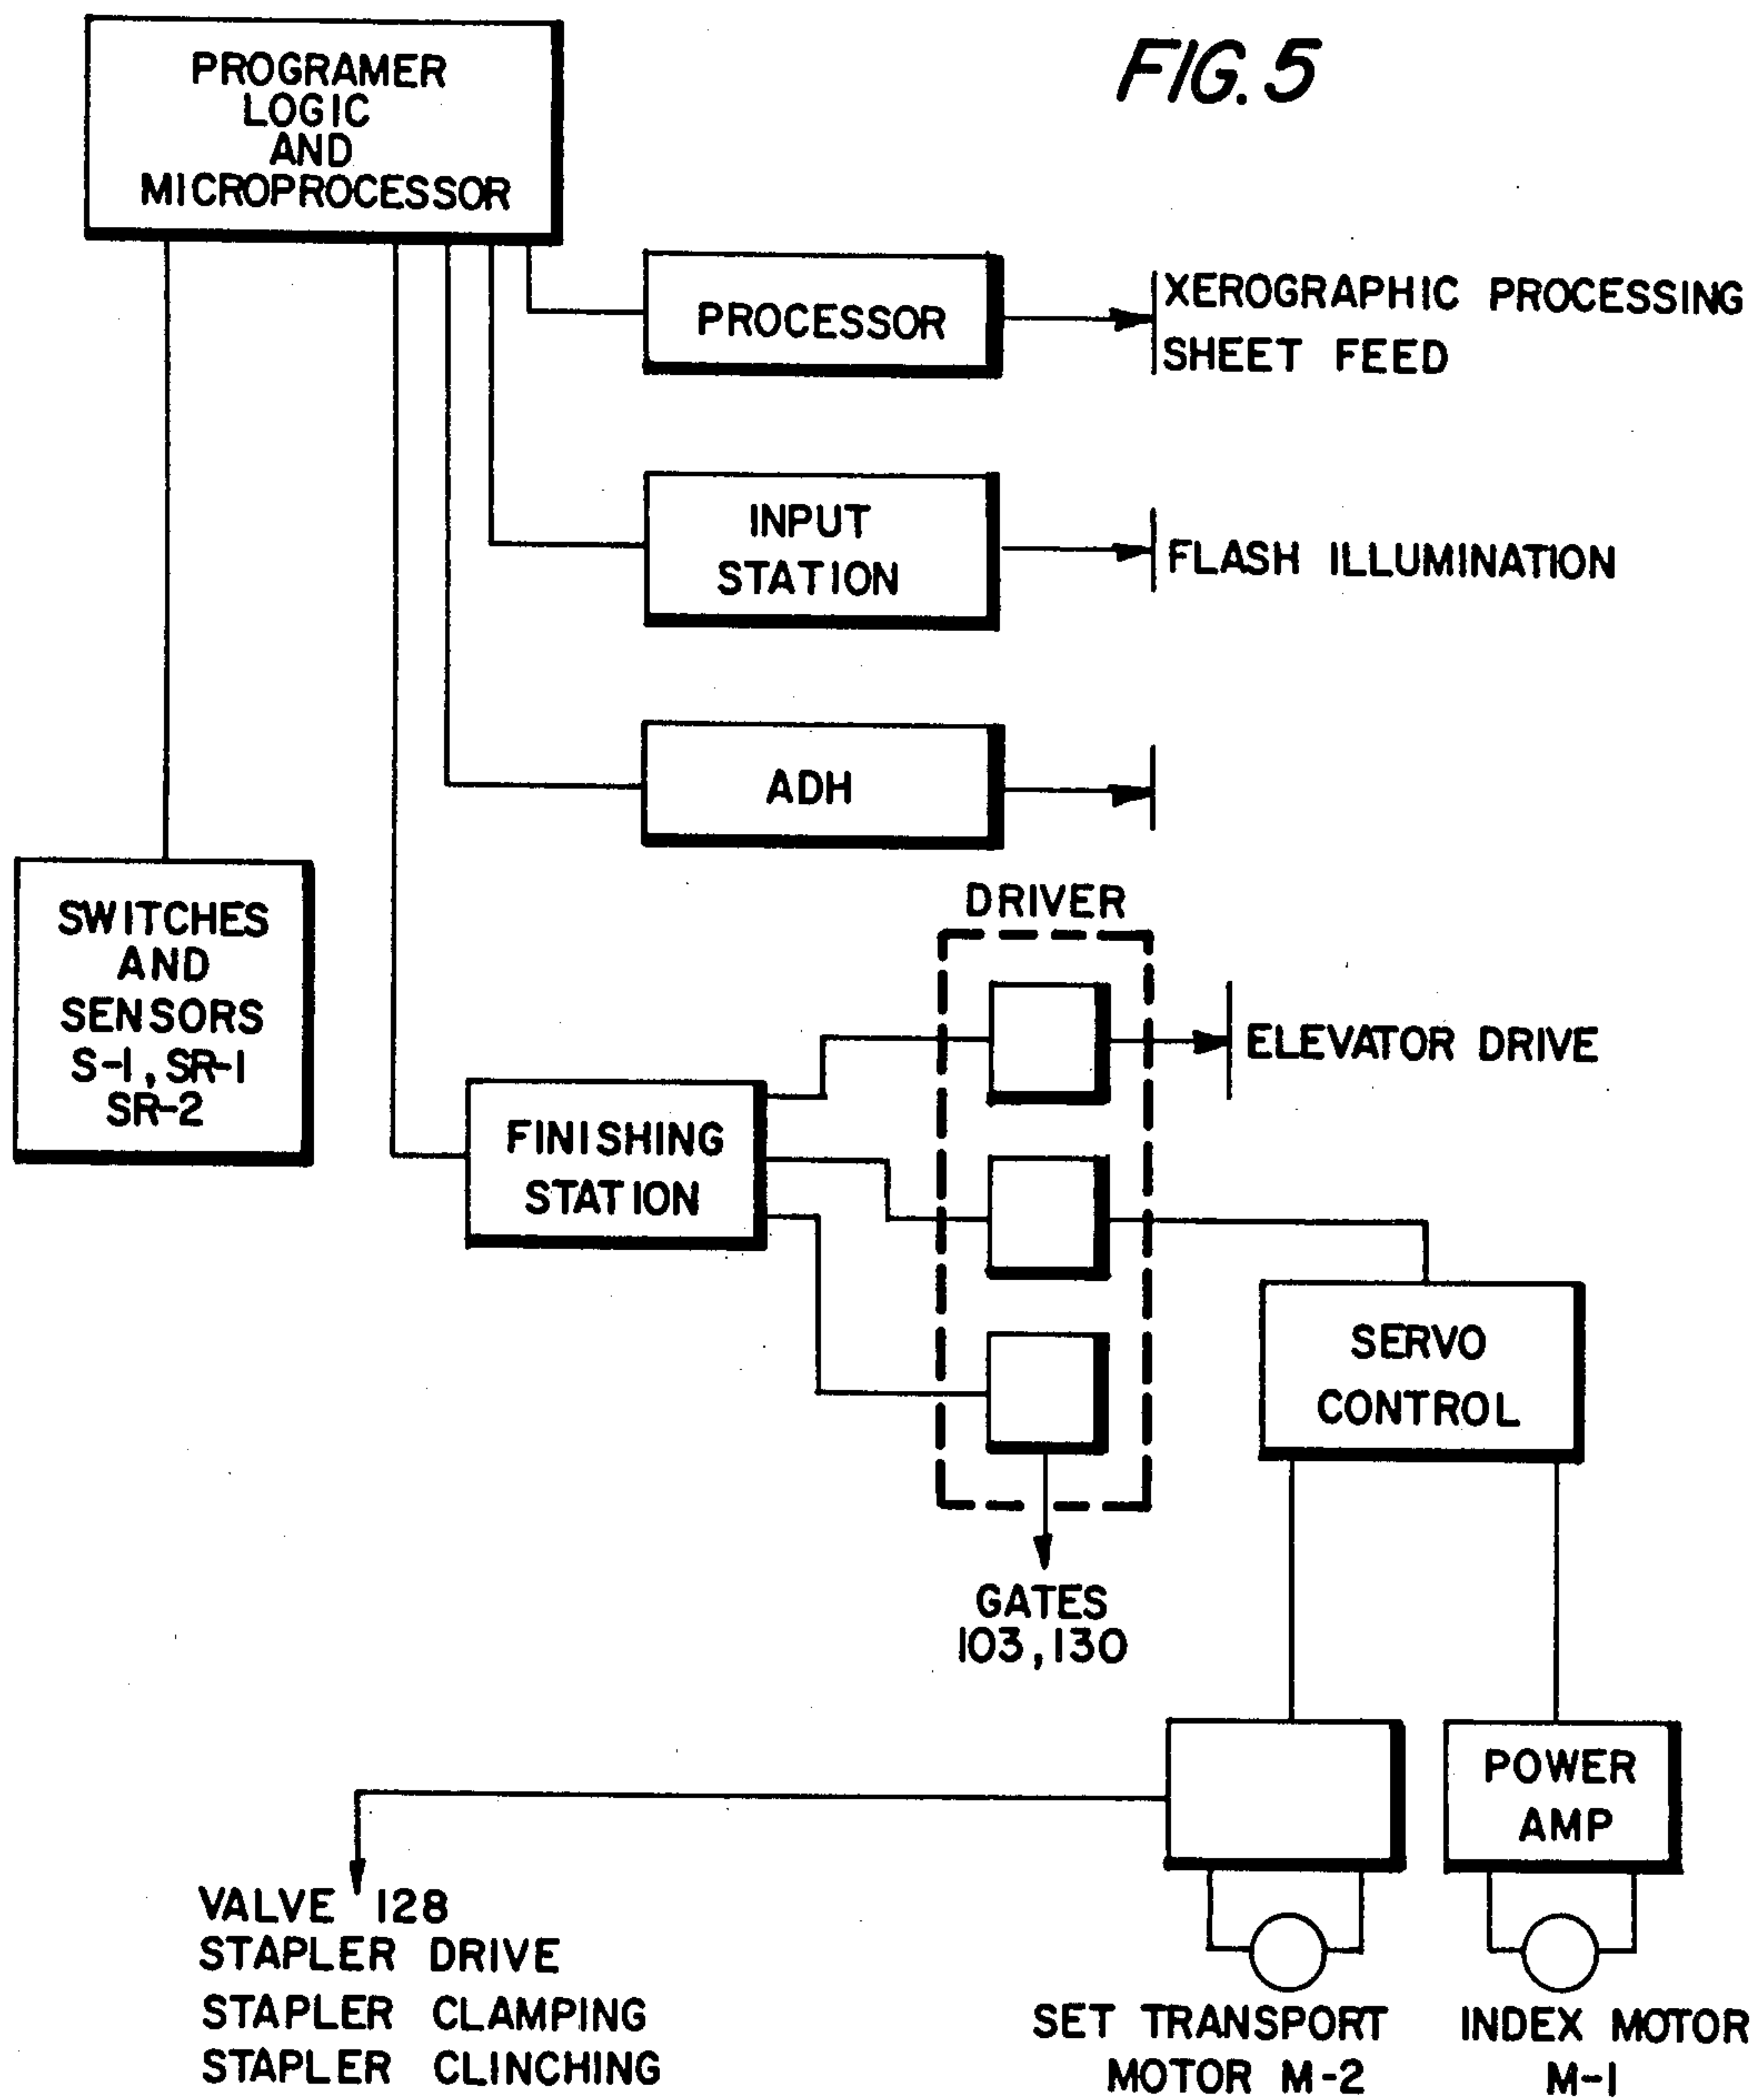 FIG. 5
PROGRAMER
LOGIC
AND
MICROPROCESSOR
PROCESSOR
XEROGRAPHIC PROCESSING
SHEET FEED
INPUT
STATION
FLASH ILLUMINATION
ADH
SWITCHES
AND
SENSORS
S-1, SR-1
SR-2
DRIVER
ELEVATOR DRIVE
FINISHING
STATION
SERVO
CONTROL
GATES
103, 130
POWER
AMP
VALVE 128
STAPLER DRIVE
STAPLER CLAMPING
STAPLER CLINCHING
SET TRANSPORT
MOTOR M-2
INDEX MOTOR
M-1